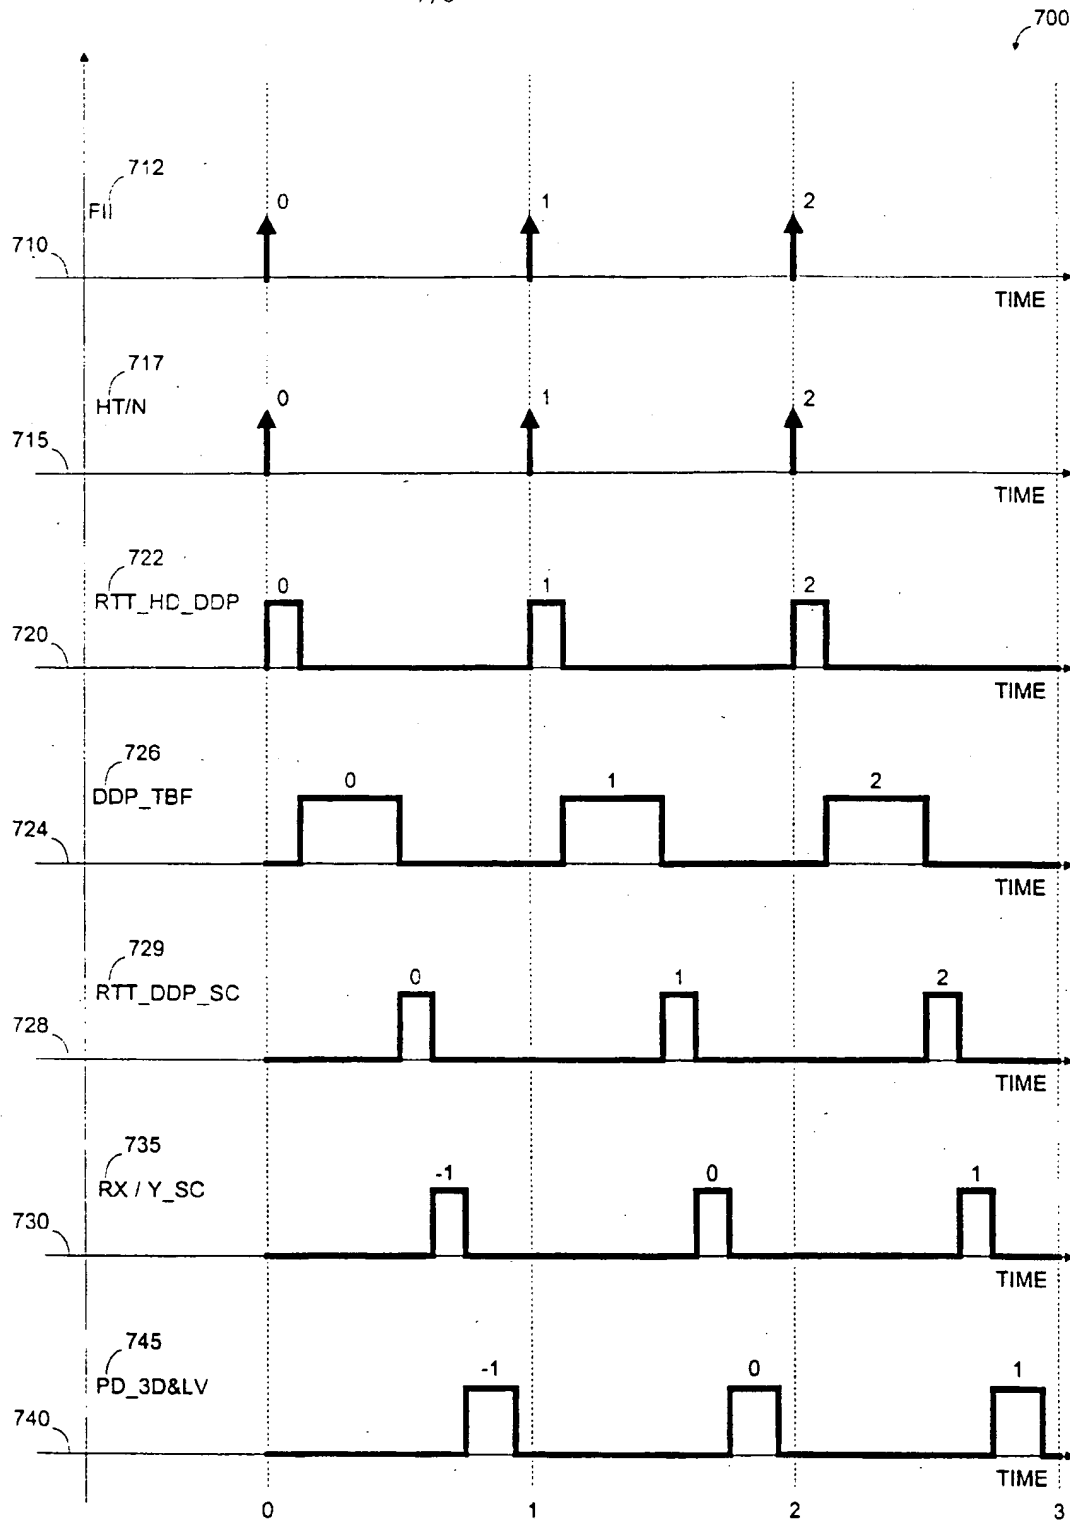 700
712
FII
0 1 2
710
TIME
717
HT/N
0 1 2
715
TIME
722
RTT_HD_DDP
0 1 2
720
TIME
726
DDP_TBF
0 1 2
724
TIME
729
RTT_DDP_SC
0 1 2
728
TIME
735
RX / Y_SC
-1 0 1
730
TIME
745
PD_3D&LV
-1 0 1
740
TIME
0 1 2 3